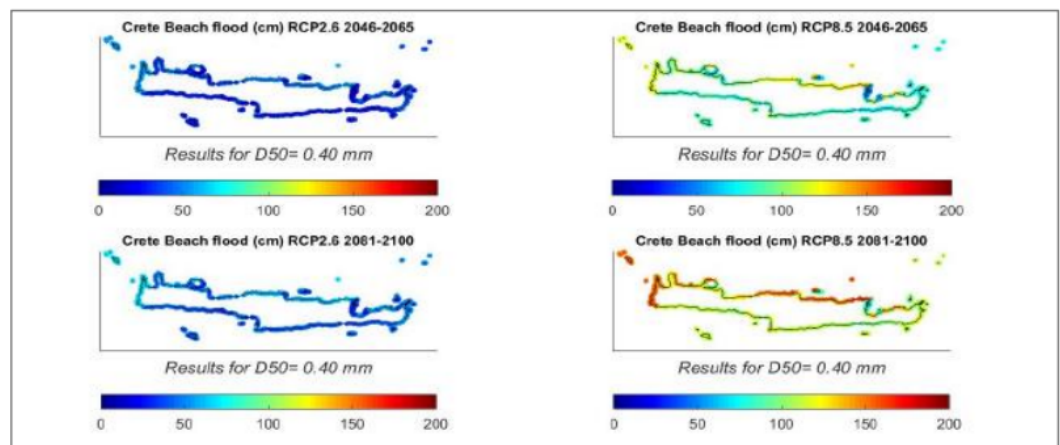 Crete Beach flood (cm) RCP2.6 2046-2065
Results for D50= 0.40 mm
0 50 100 150 200
Crete Beach flood (cm) RCP8.5 2046-2065
Results for D50= 0.40 mm
0 50 100 150 200
Crete Beach flood (cm) RCP2.6 2081-2100
Results for D50= 0.40 mm
0 50 100 150 200
Crete Beach flood (cm) RCP8.5 2081-2100
Results for D50= 0.40 mm
0 50 100 150 200